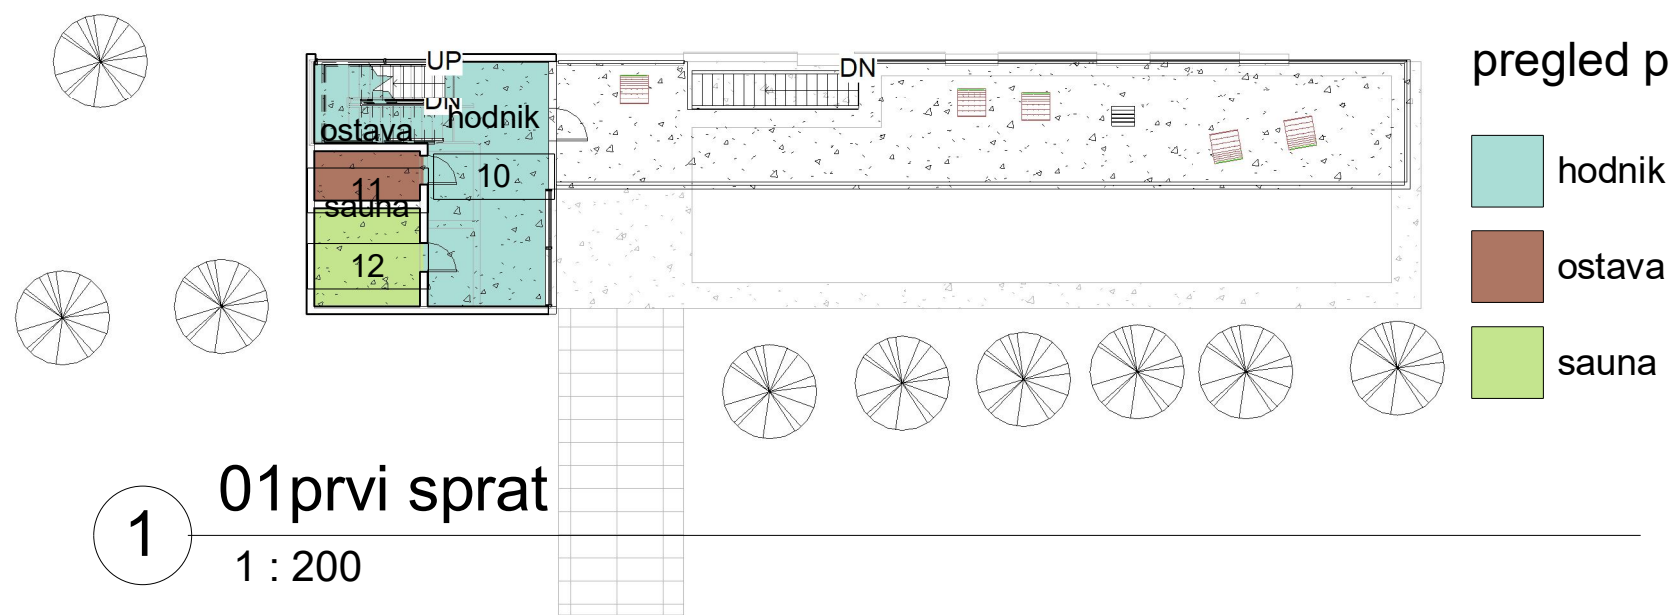 UP
DN
hodnik
10
ostava
11
sauna
12
DN
pregled p
hodnik
ostava
sauna
1
01prvi sprat
1 : 200